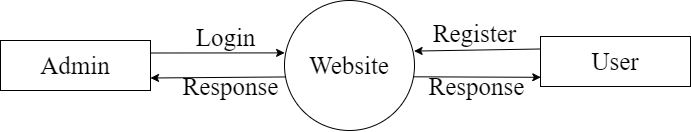 Login
Register
Admin
Website
User
Response
Response